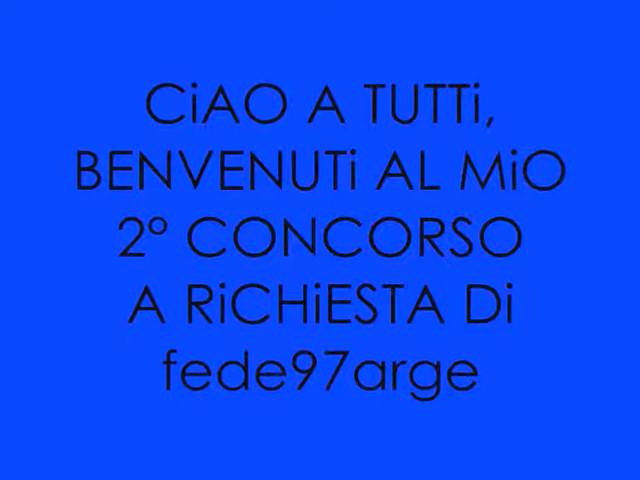 CiAO A TUTTi,
BENVENUTi AL MiO
2° CONCORSO
A RiCHiESTA Di
fede97arge